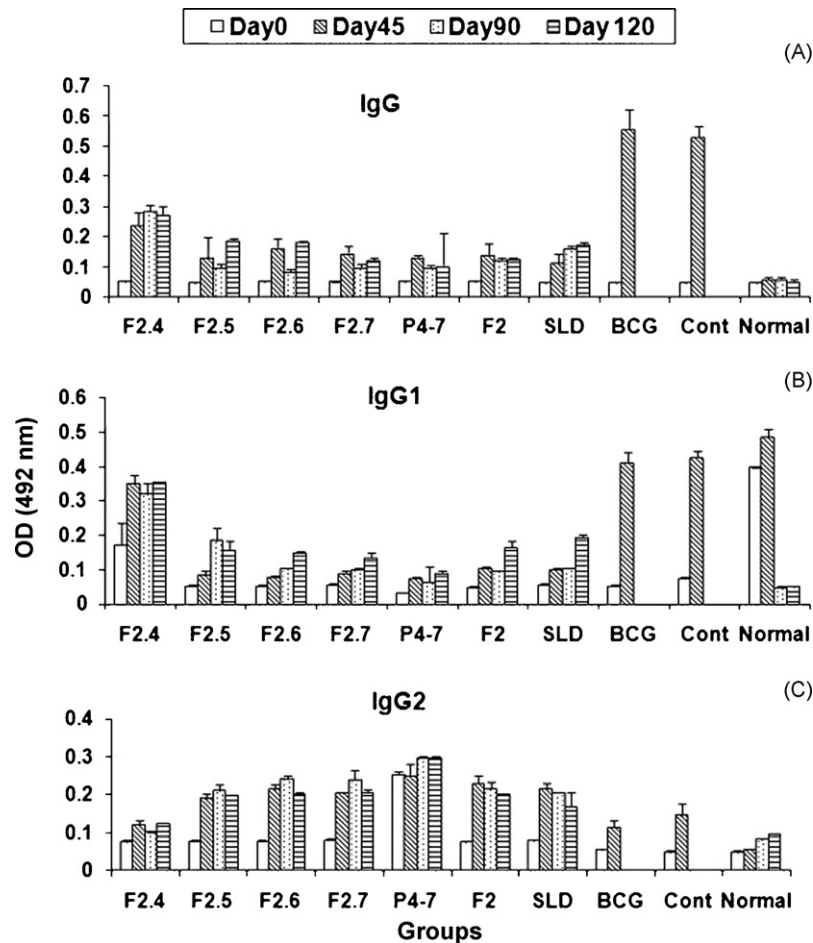 Day0 Day45 Day90 Day 120
(A)
IgG
0.7
0.6
0.5
0.4
0.3
0.2
0.1
0
F2.4 F2.5 F2.6 F2.7 P4-7 F2 SLD BCG Cont Normal
(B)
IgG1
0.6
0.5
0.4
0.3
0.2
0.1
0
F2.4 F2.5 F2.6 F2.7 P4-7 F2 SLD BCG Cont Normal
OD (492 nm)
(C)
IgG2
0.4
0.3
0.2
0.1
0
F2.4 F2.5 F2.6 F2.7 P4-7 F2 SLD BCG Cont Normal
Groups